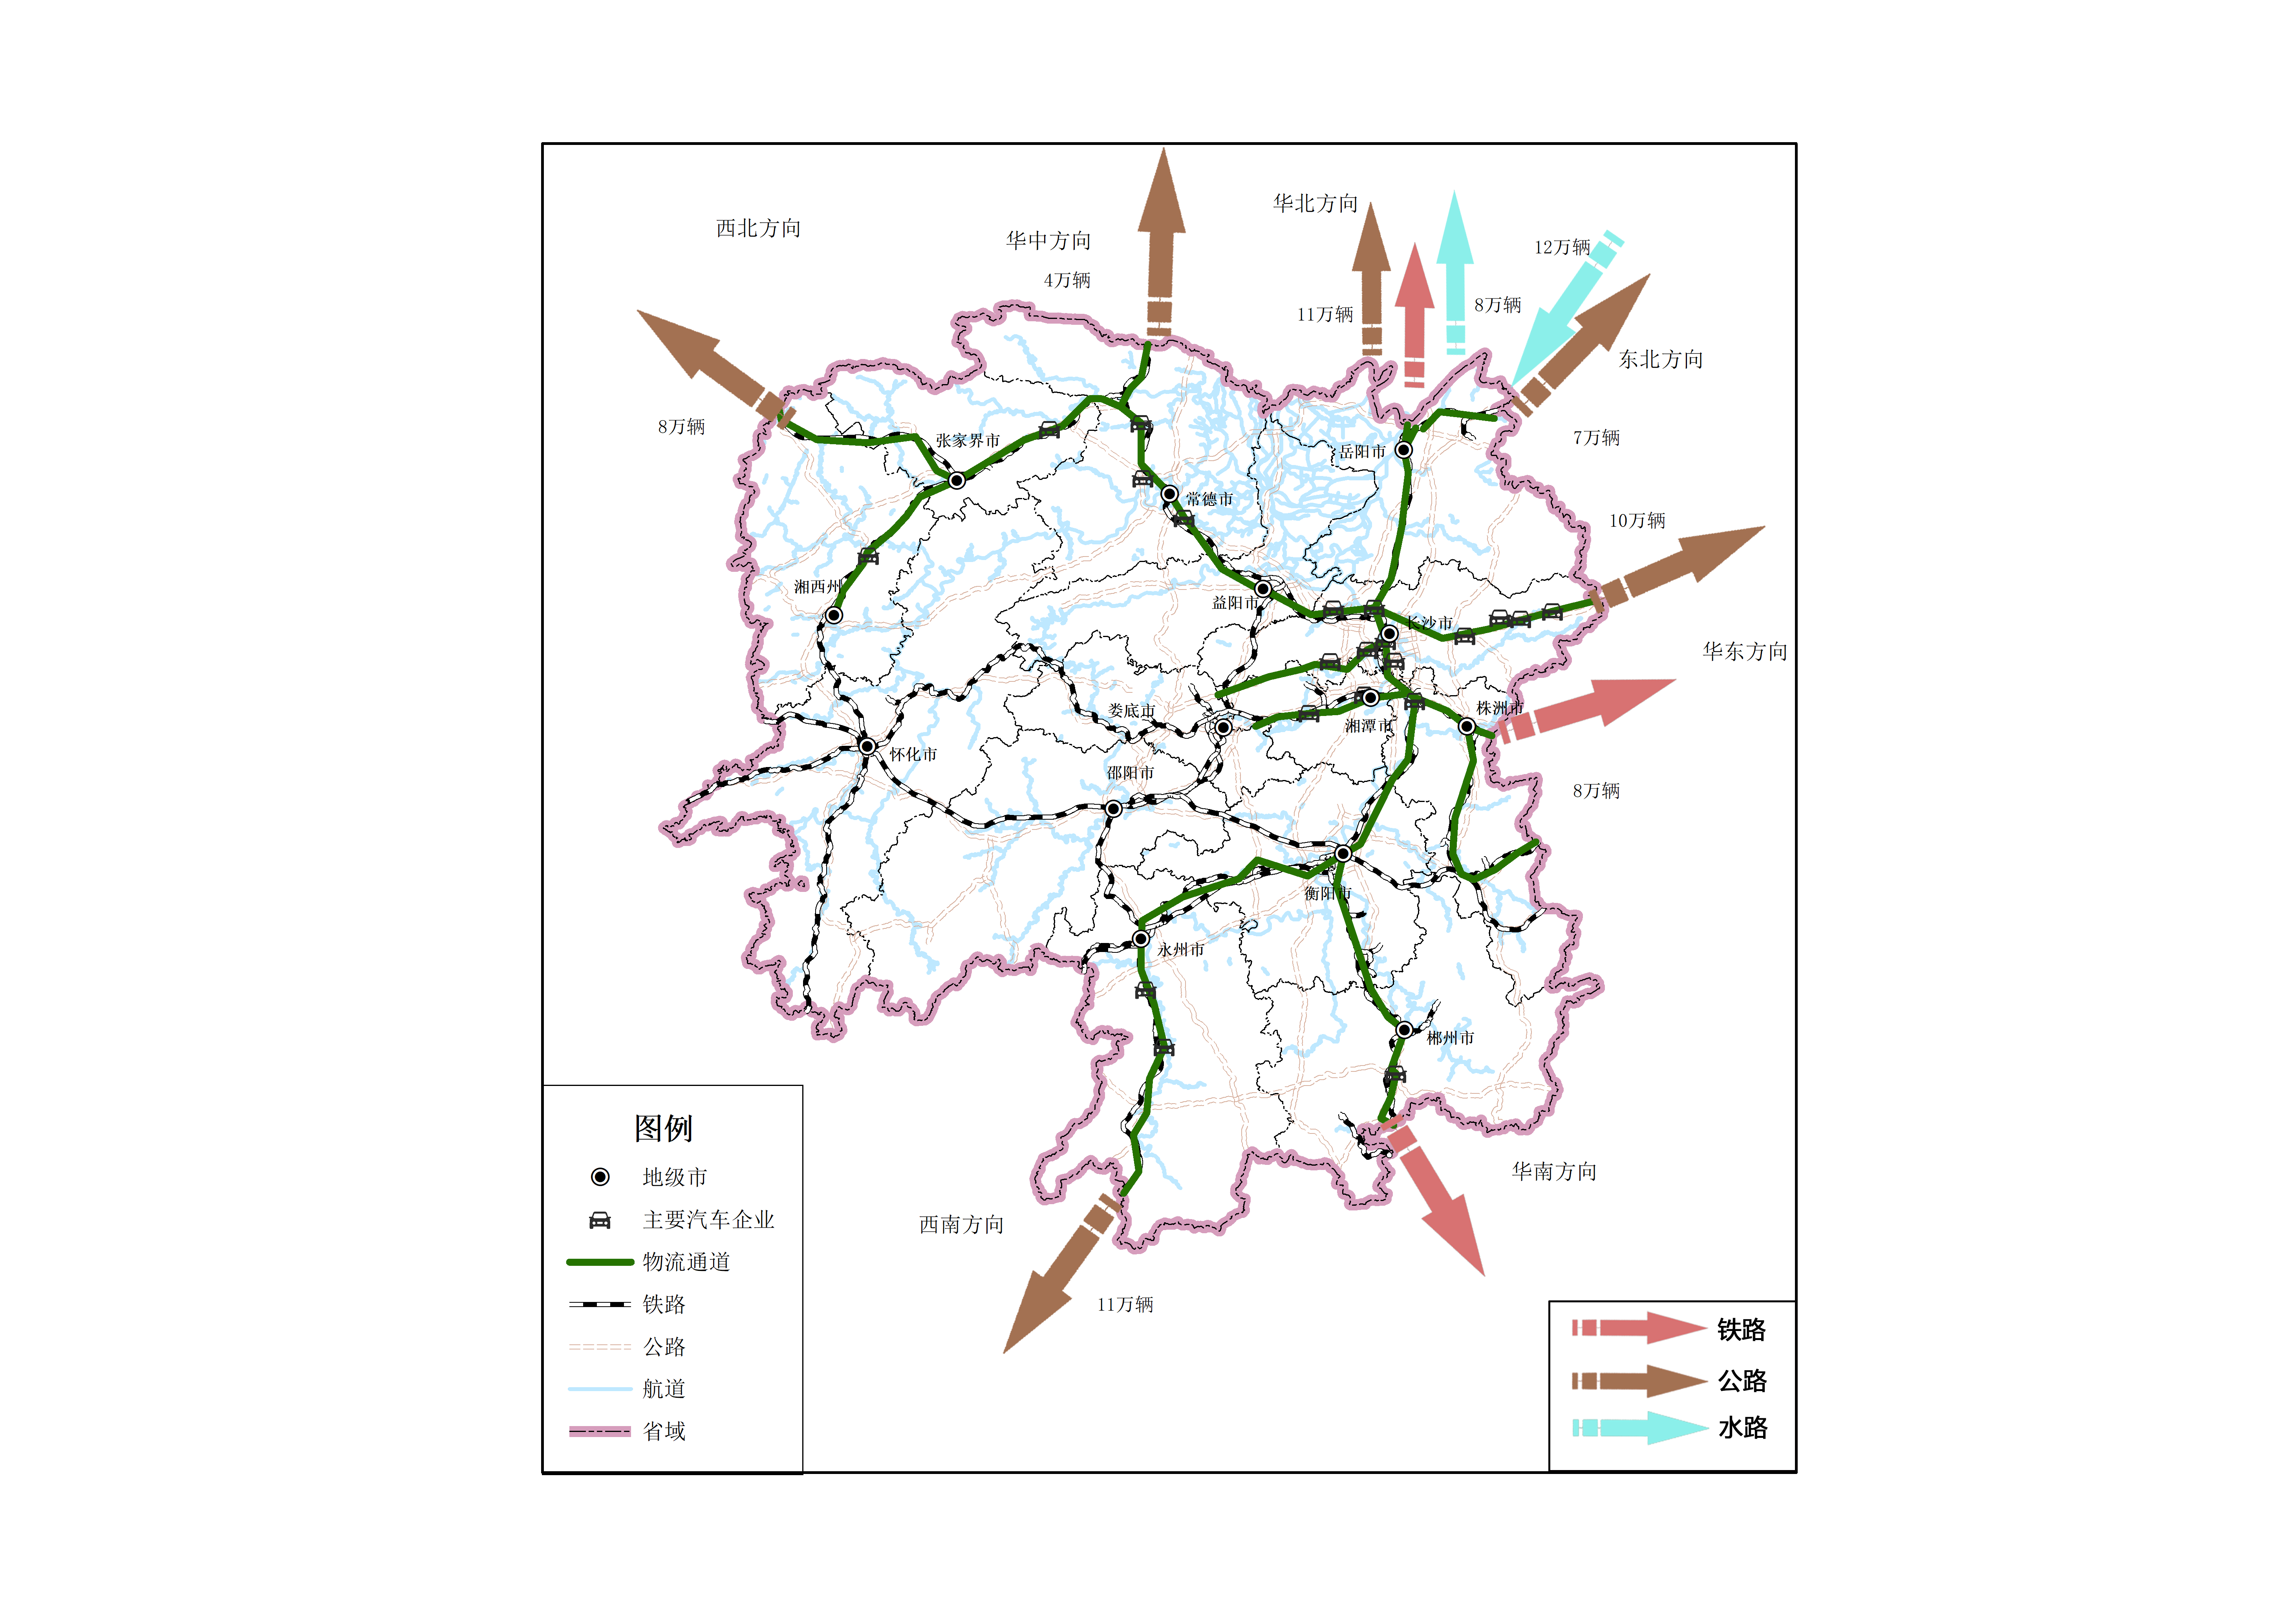 华北方向
西北方向
华中方向
12万辆
4万辆
8万辆
11万辆
东北方向
8万辆
7万辆
张家界市
岳阳市
常德市
10万辆
湘西州
益阳市
长沙市
华东方向
娄底市
株洲市
湘潭市
怀化市
邵阳市
8万辆
衡阳市
永州市
郴州市
华南方向
西南方向
11万辆
图例
地级市
主要汽车企业
物流通道
铁路
公路
航道
省域
铁路
公路
水路